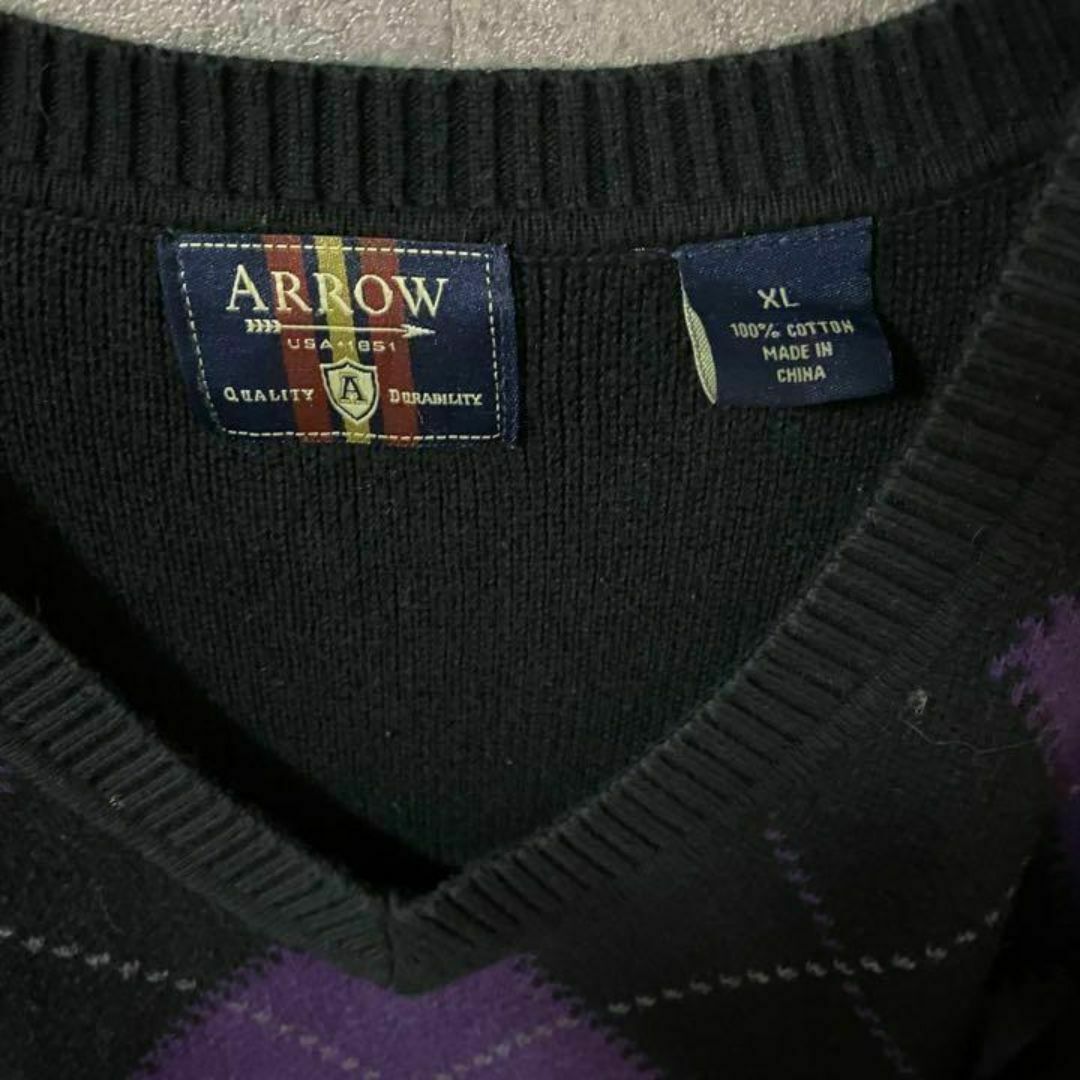 ARROW
USA 1851
QUALITY A DURABILITY
XL
100% COTTON
MADE IN
CHINA